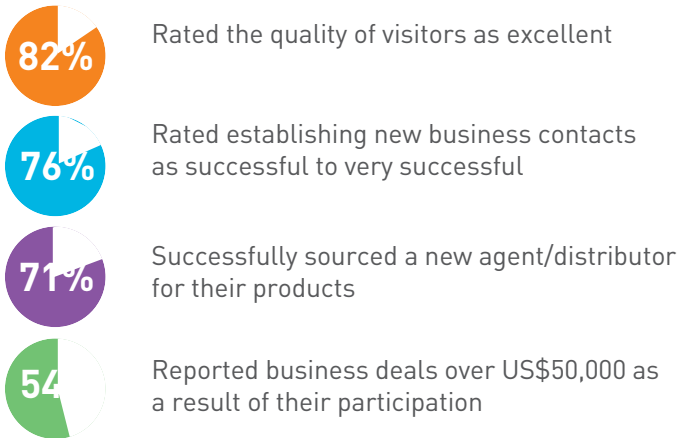 82%
Rated the quality of visitors as excellent
76%
Rated establishing new business contacts
as successful to very successful
71%
Successfully sourced a new agent/distributor
for their products
54
Reported business deals over US$50,000 as
a result of their participation